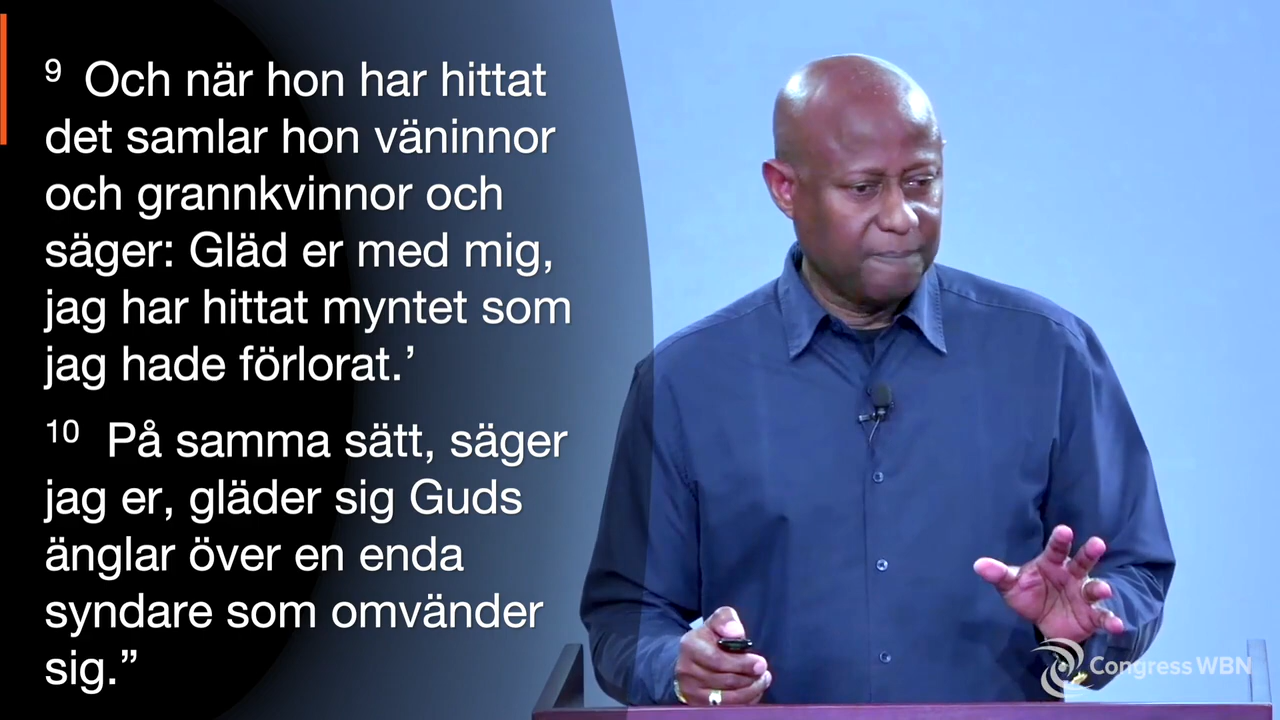 9 Och när hon har hittat
det samlar hon väninnor
och grannkvinnor och
säger: Gläd er med mig,
jag har hittat myntet som
jag hade förlorat.’
10 På samma sätt, säger
jag er, gläder sig Guds
änglar över en enda
syndare som omvänder
sig.”
Congress WBN